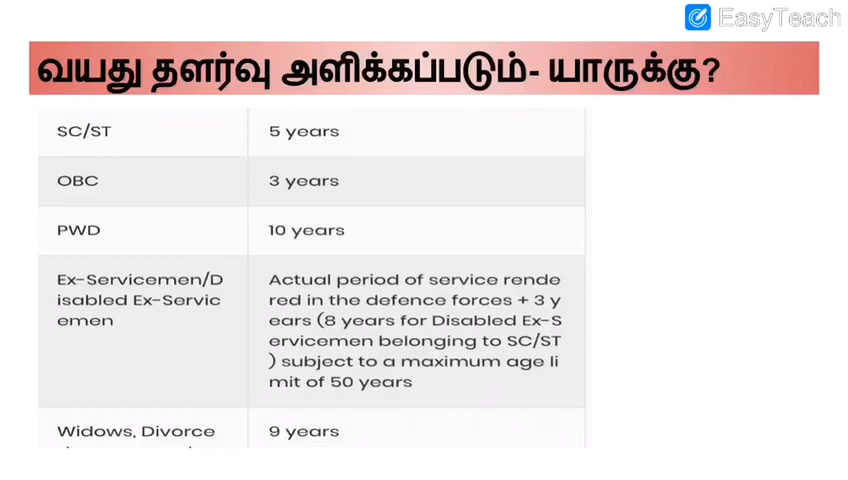 EasyTeach
வயது தளர்வு அளிக்கப்படும்- யாருக்கு?
SC/ST
5 years
OBC
3 years
PWD
10 years
Ex-Servicemen/D
isabled Ex-Servic
emen
Actual period of service rende
red in the defence forces + 3 y
ears (8 years for Disabled Ex-S
ervicemen belonging to SC/ST
) subject to a maximum age li
mit of 50 years
Widows, Divorce
9 years